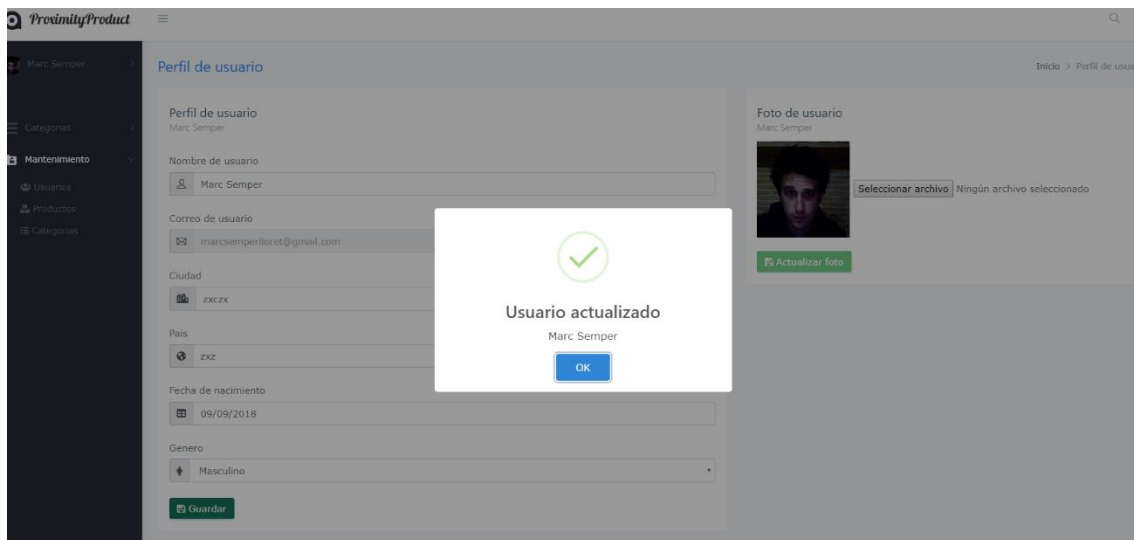 ProximityProduct
Marc Semper
Categorias
Mantenimiento
Usuarios
Productos
Categorias
Perfil de usuario
Inicio > Perfil de usua
Perfil de usuario
Marc Semper
Nombre de usuario
Marc Semper
Correo de usuario
marcsemperlloret@gmail.com
Ciudad
zxczx
Pais
zxz
Fecha de nacimiento
09/09/2018
Genero
Masculino
Guardar
Usuario actualizado
Marc Semper
OK
Foto de usuario
Marc Semper
Seleccionar archivo Ningún archivo seleccionado
Actualizar foto